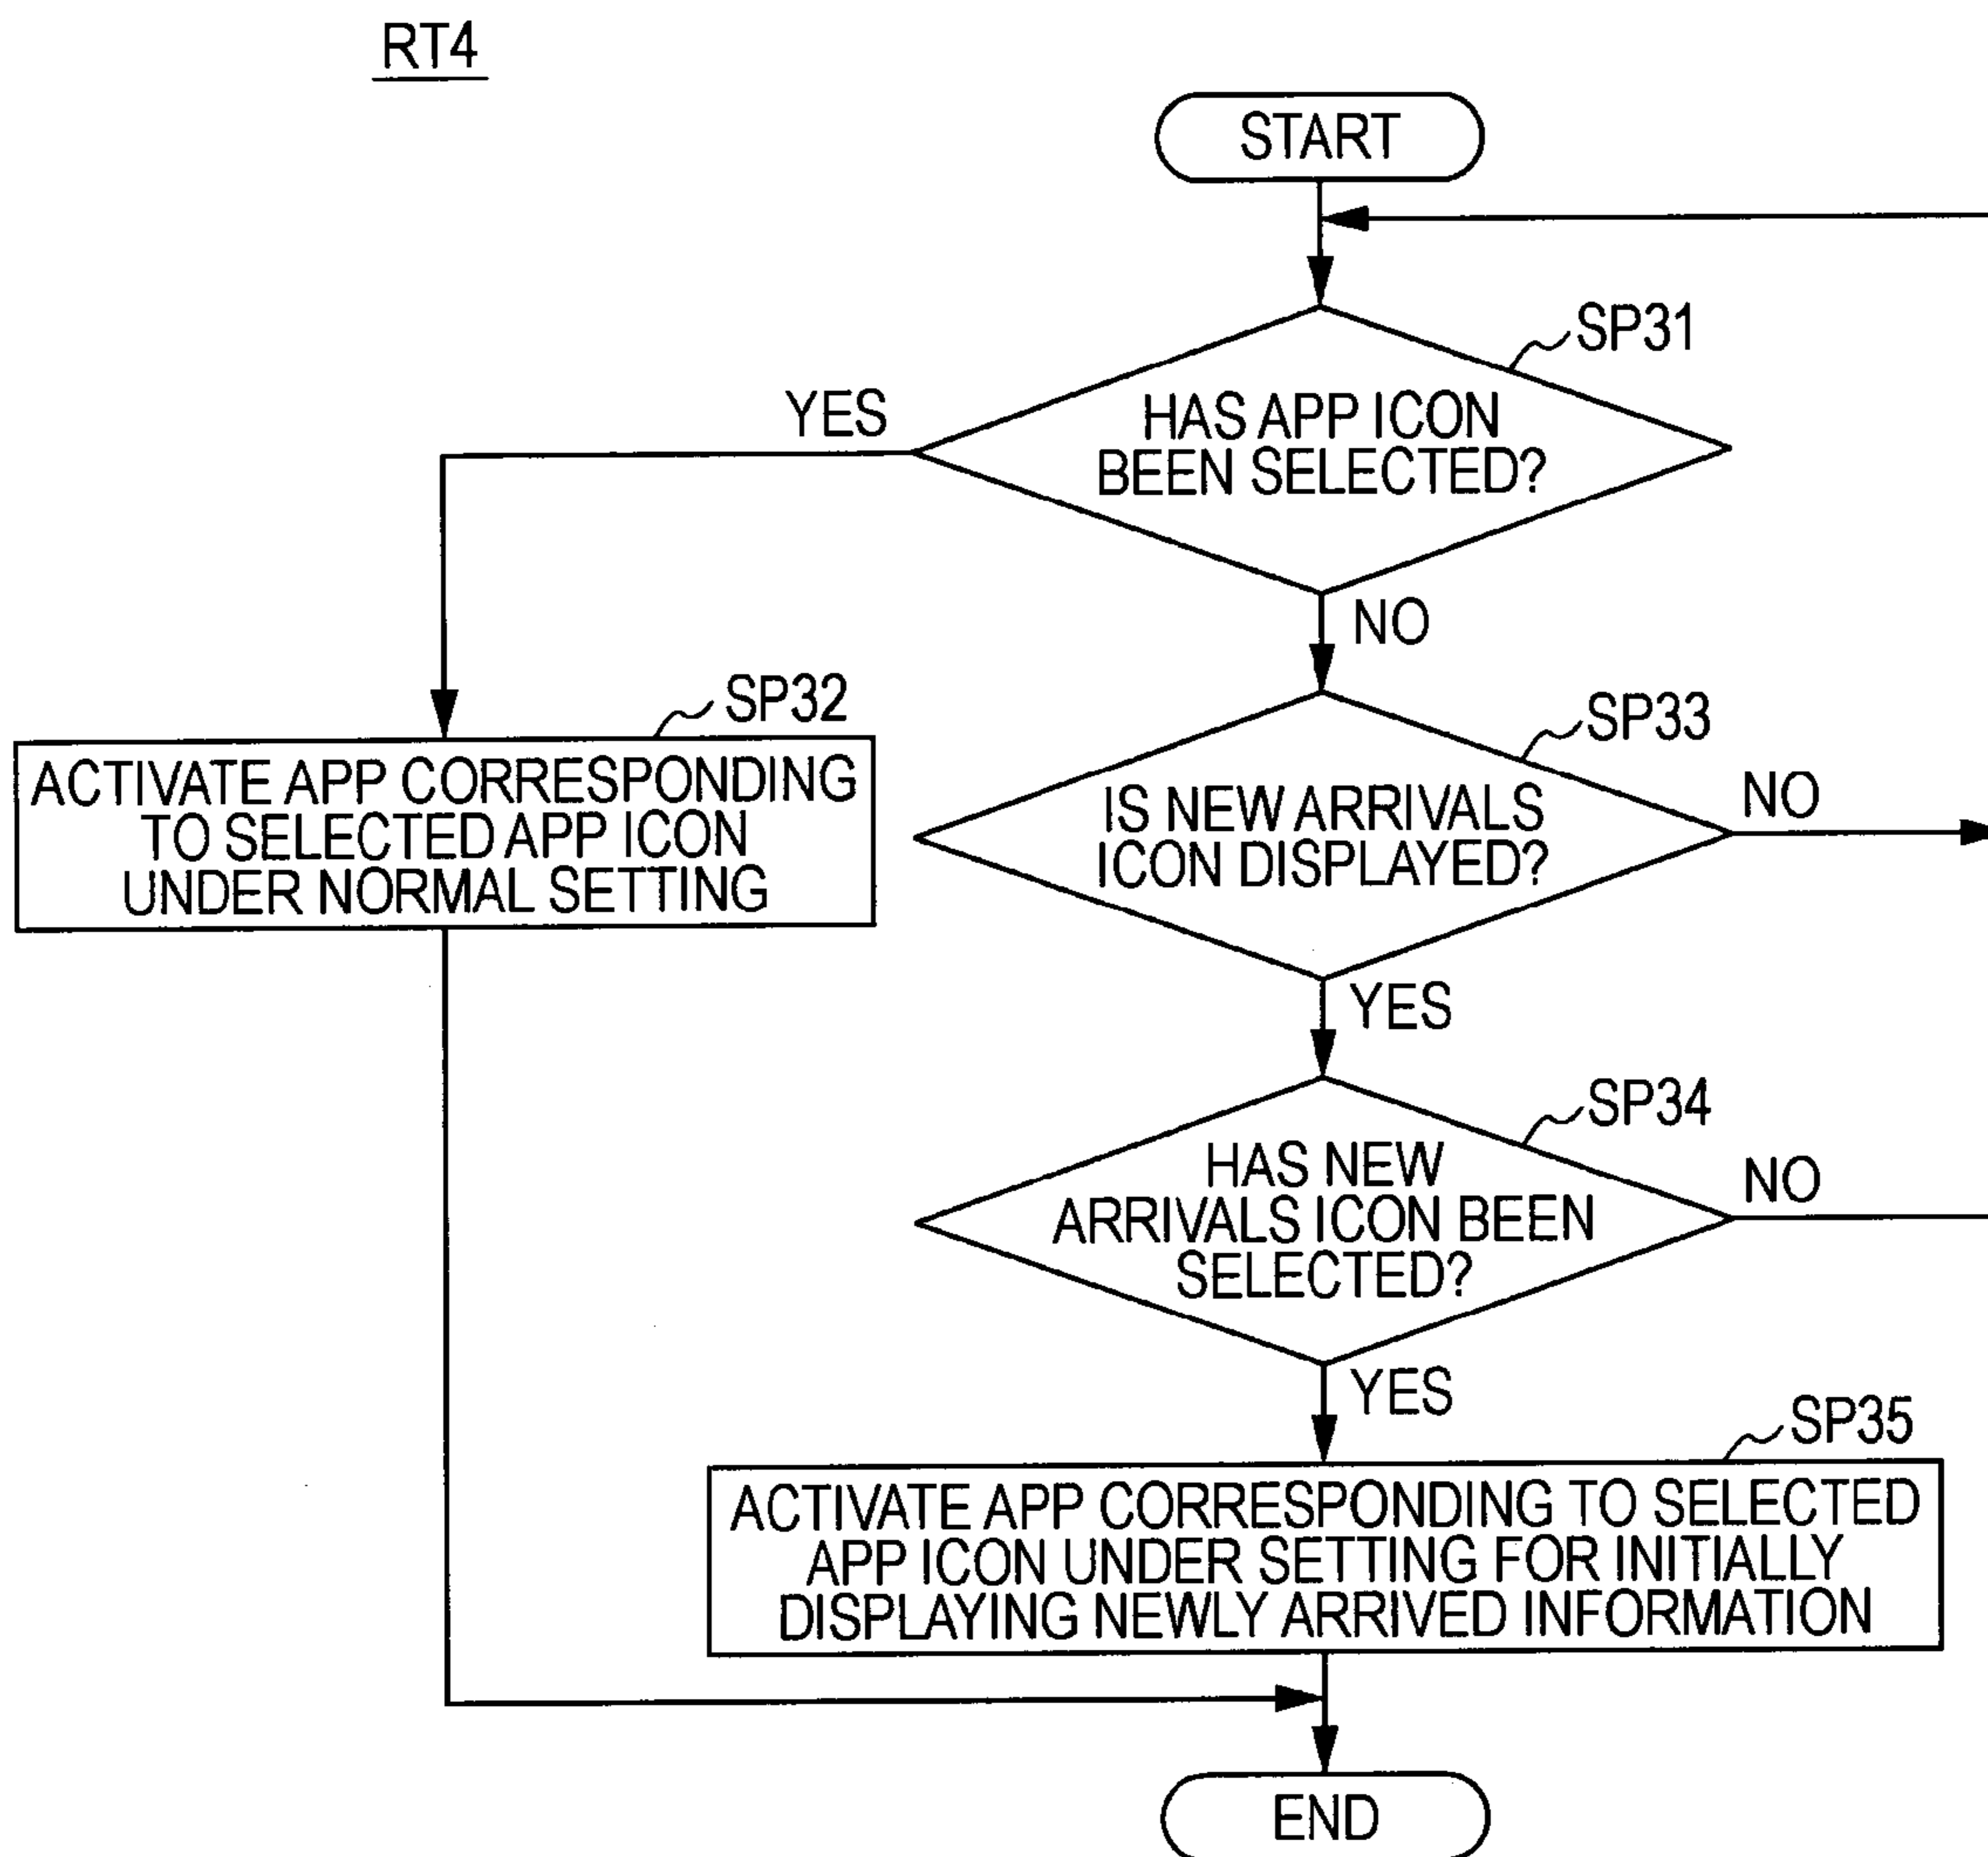 RT4
START
SP31
HAS APP ICON
BEEN SELECTED?
YES
NO
SP32
ACTIVATE APP CORRESPONDING
TO SELECTED APP ICON
UNDER NORMAL SETTING
SP33
IS NEW ARRIVALS
ICON DISPLAYED?
NO
YES
SP34
HAS NEW
ARRIVALS ICON BEEN
SELECTED?
NO
YES
SP35
ACTIVATE APP CORRESPONDING TO SELECTED
APP ICON UNDER SETTING FOR INITIALLY
DISPLAYING NEWLY ARRIVED INFORMATION
END